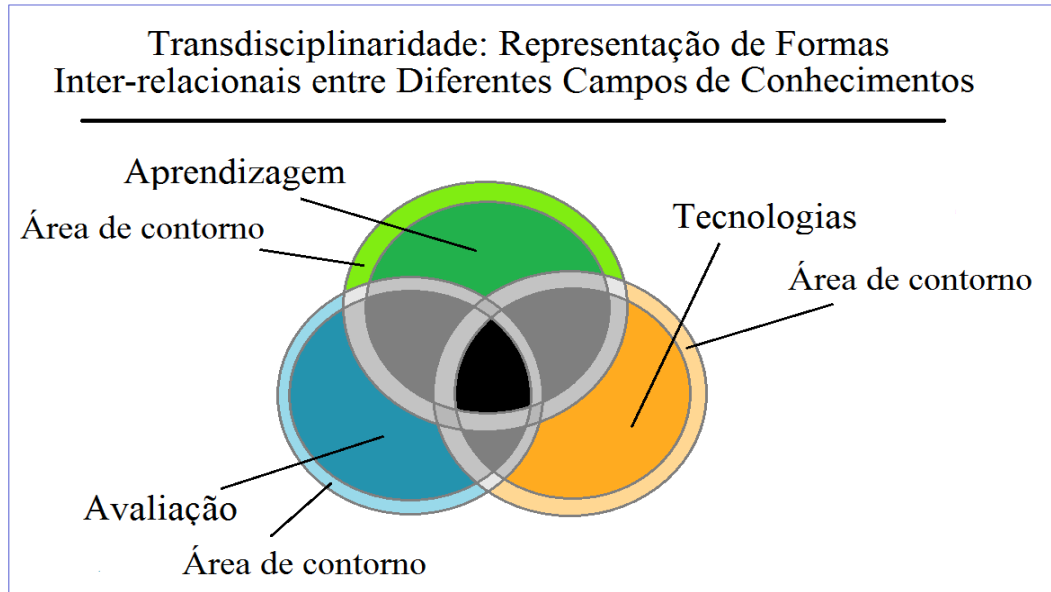 Transdisciplinaridade: Representação de Formas
Inter-relacionais entre Diferentes Campos de Conhecimentos
Aprendizagem
Área de contorno
Tecnologias
Área de contorno
Avaliação
Área de contorno